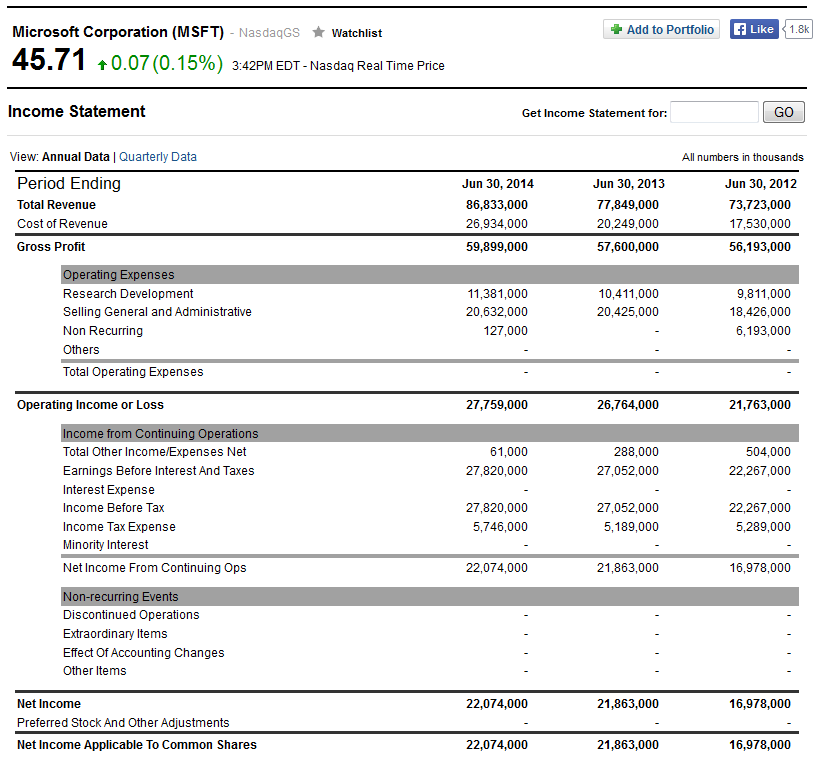 Microsoft Corporation (MSFT) - NasdaqGS Watchlist Add to Portfolio Like 1.8k
45.71 0.07(0.15%) 3:42PM EDT - Nasdaq Real Time Price
Income Statement Get Income Statement for: GO
View: Annual Data | Quarterly Data All numbers in thousands
Period Ending Jun 30, 2014 Jun 30, 2013 Jun 30, 2012
Total Revenue 86,833,000 77,849,000 73,723,000
Cost of Revenue 26,934,000 20,249,000 17,530,000
Gross Profit 59,899,000 57,600,000 56,193,000
Operating Expenses
Research Development 11,381,000 10,411,000 9,811,000
Selling General and Administrative 20,632,000 20,425,000 18,426,000
Non Recurring 127,000 - 6,193,000
Others - - -
Total Operating Expenses - - -
Operating Income or Loss 27,759,000 26,764,000 21,763,000
Income from Continuing Operations
Total Other Income/Expenses Net 61,000 288,000 504,000
Earnings Before Interest And Taxes 27,820,000 27,052,000 22,267,000
Interest Expense - - -
Income Before Tax 27,820,000 27,052,000 22,267,000
Income Tax Expense 5,746,000 5,189,000 5,289,000
Minority Interest - - -
Net Income From Continuing Ops 22,074,000 21,863,000 16,978,000
Non-recurring Events
Discontinued Operations - - -
Extraordinary Items - - -
Effect Of Accounting Changes - - -
Other Items - - -
Net Income 22,074,000 21,863,000 16,978,000
Preferred Stock And Other Adjustments - - -
Net Income Applicable To Common Shares 22,074,000 21,863,000 16,978,000